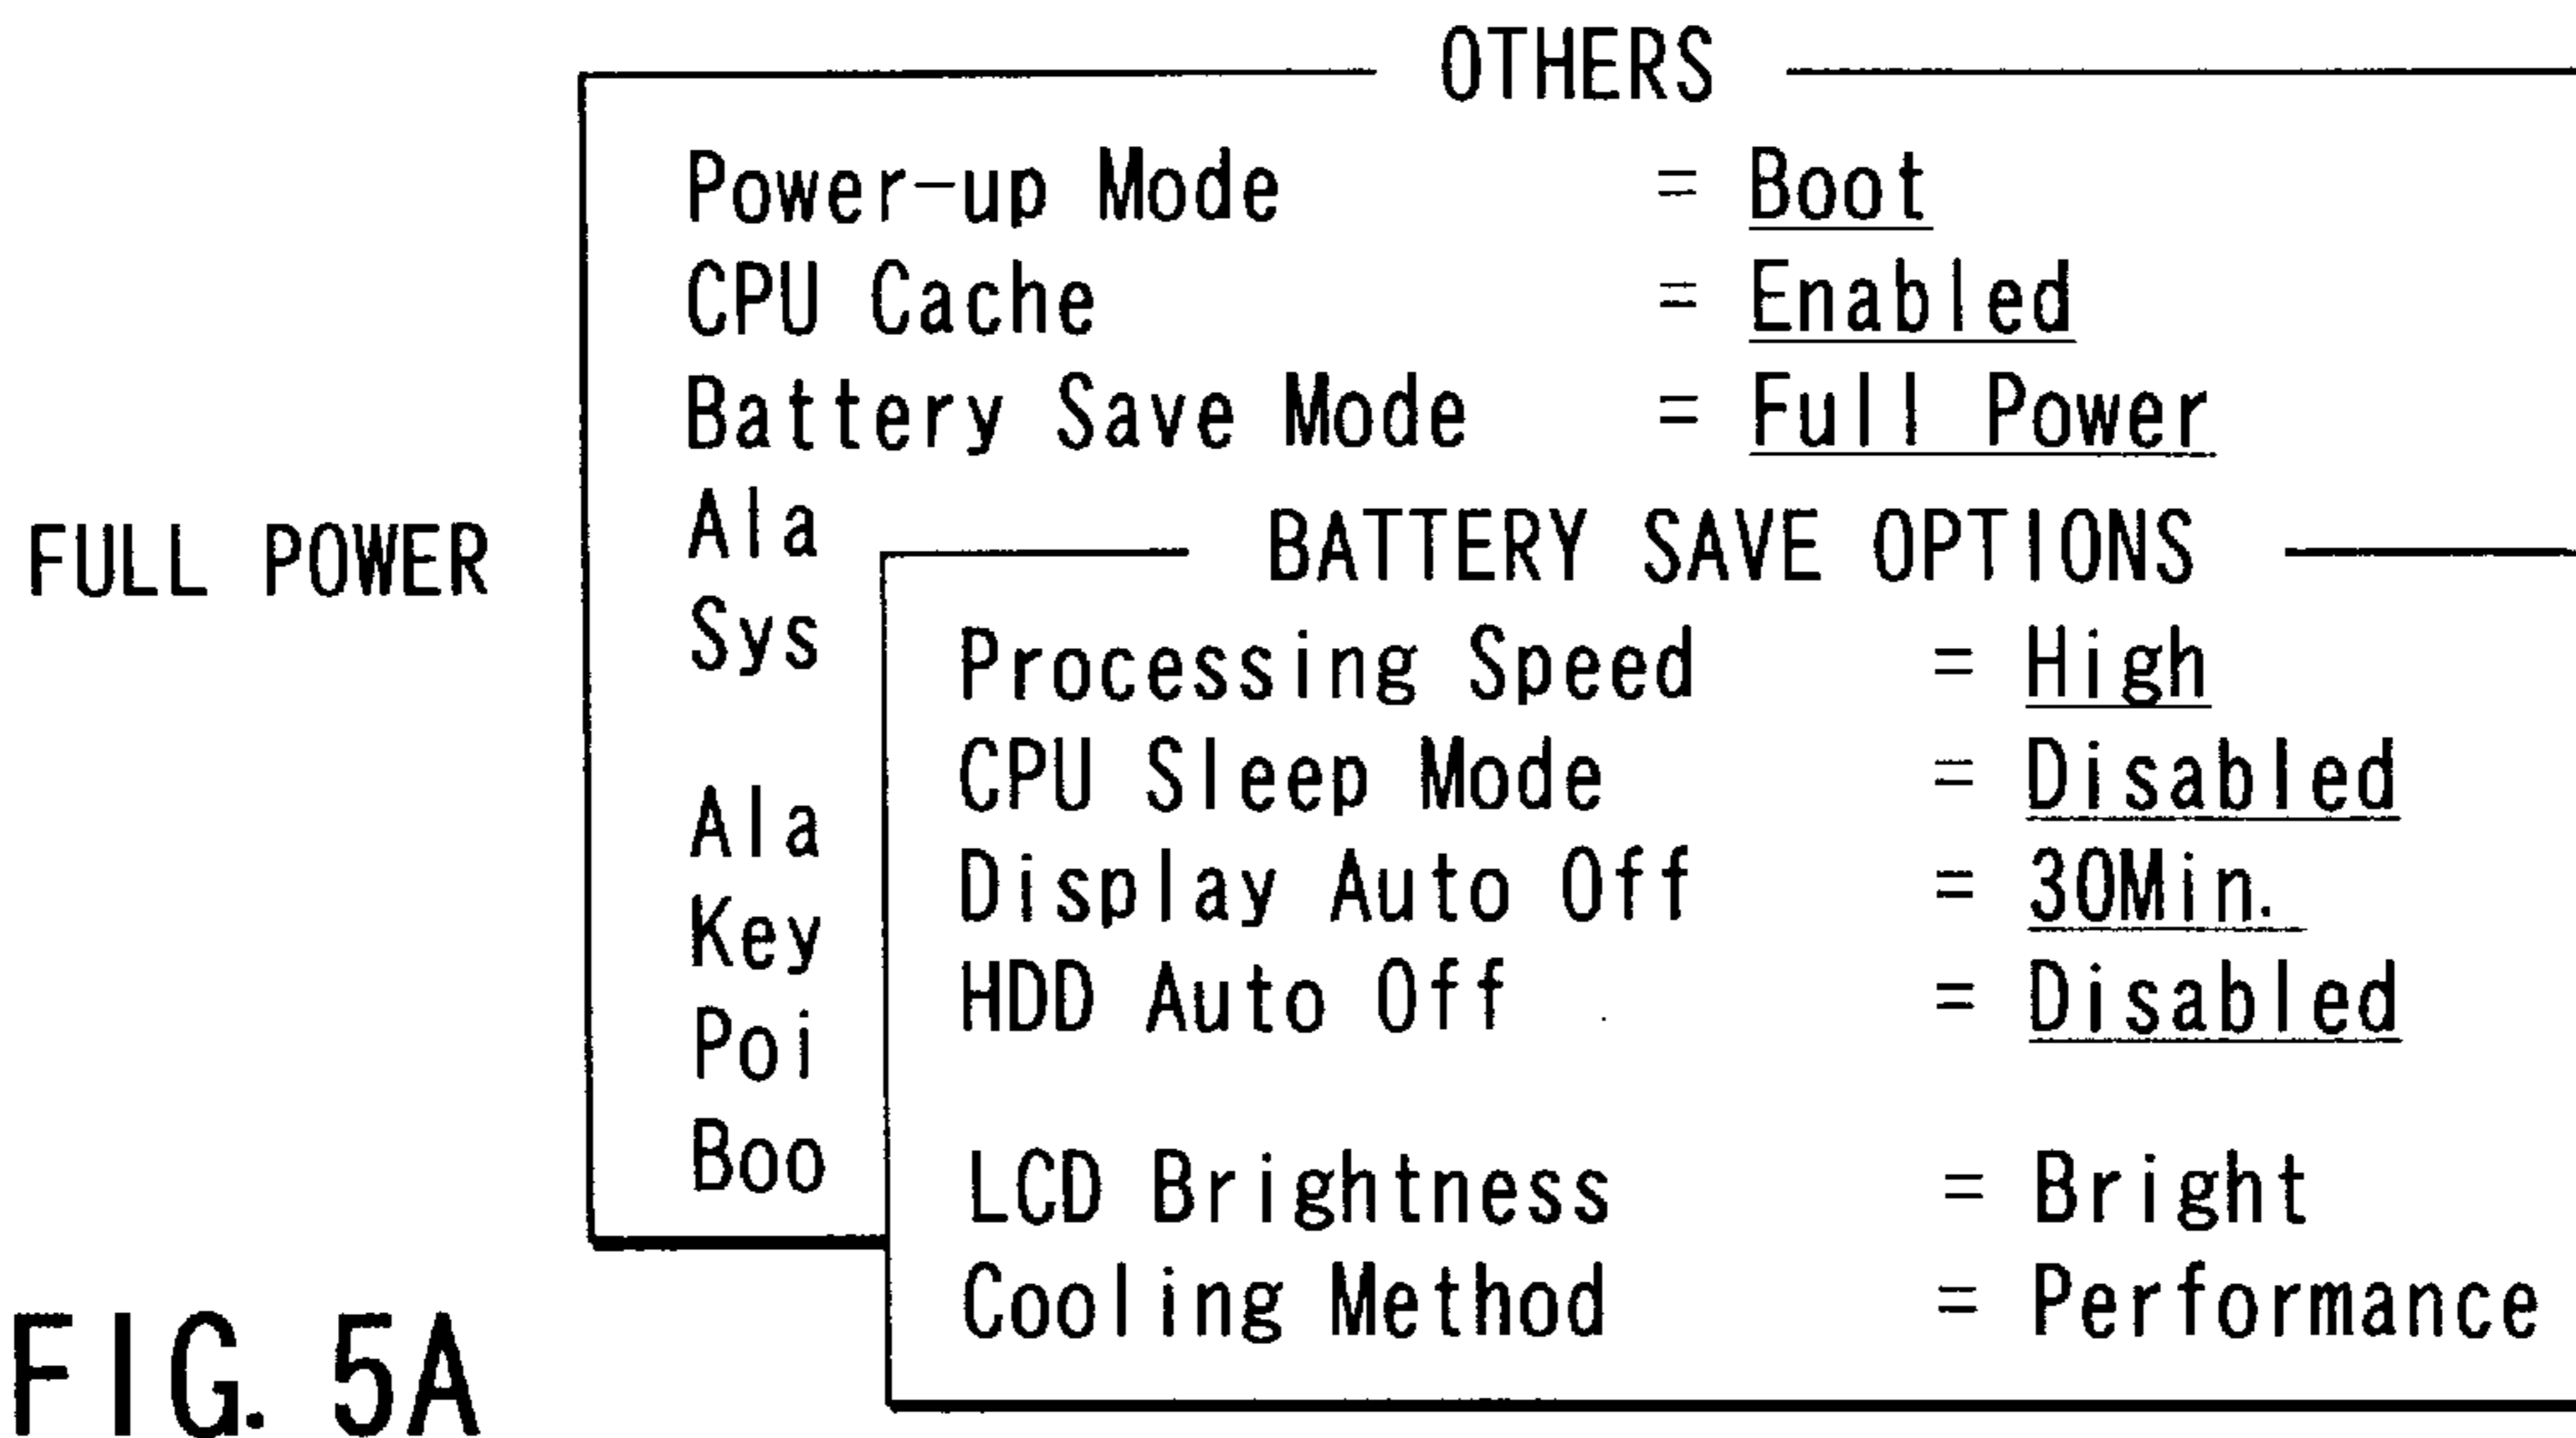 OTHERS
Power-up Mode = Boot
CPU Cache = Enabled
Battery Save Mode = Full Power
Ala
Sys
Ala
Key
Poi
Boo
FULL POWER
BATTERY SAVE OPTIONS
Processing Speed = High
CPU Sleep Mode = Disabled
Display Auto Off = 30Min.
HDD Auto Off = Disabled
LCD Brightness = Bright
Cooling Method = Performance
FIG. 5A